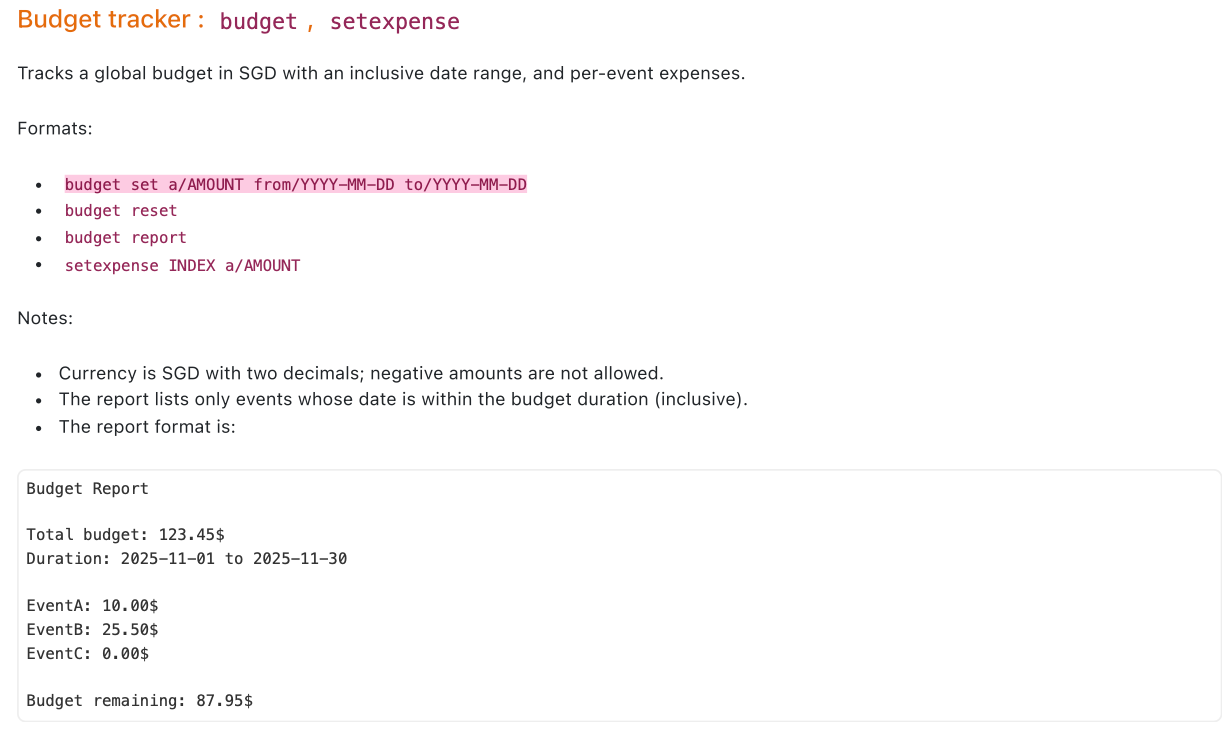 Budget tracker : budget , setexpense
Tracks a global budget in SGD with an inclusive date range, and per-event expenses.
Formats:
• budget set a/AMOUNT from/YYYY-MM-DD to/YYYY-MM-DD
• budget reset
• budget report
• setexpense INDEX a/AMOUNT
Notes:
• Currency is SGD with two decimals; negative amounts are not allowed.
• The report lists only events whose date is within the budget duration (inclusive).
• The report format is:
Budget Report
Total budget: 123.45$
Duration: 2025-11-01 to 2025-11-30
EventA: 10.00$
EventB: 25.50$
EventC: 0.00$
Budget remaining: 87.95$